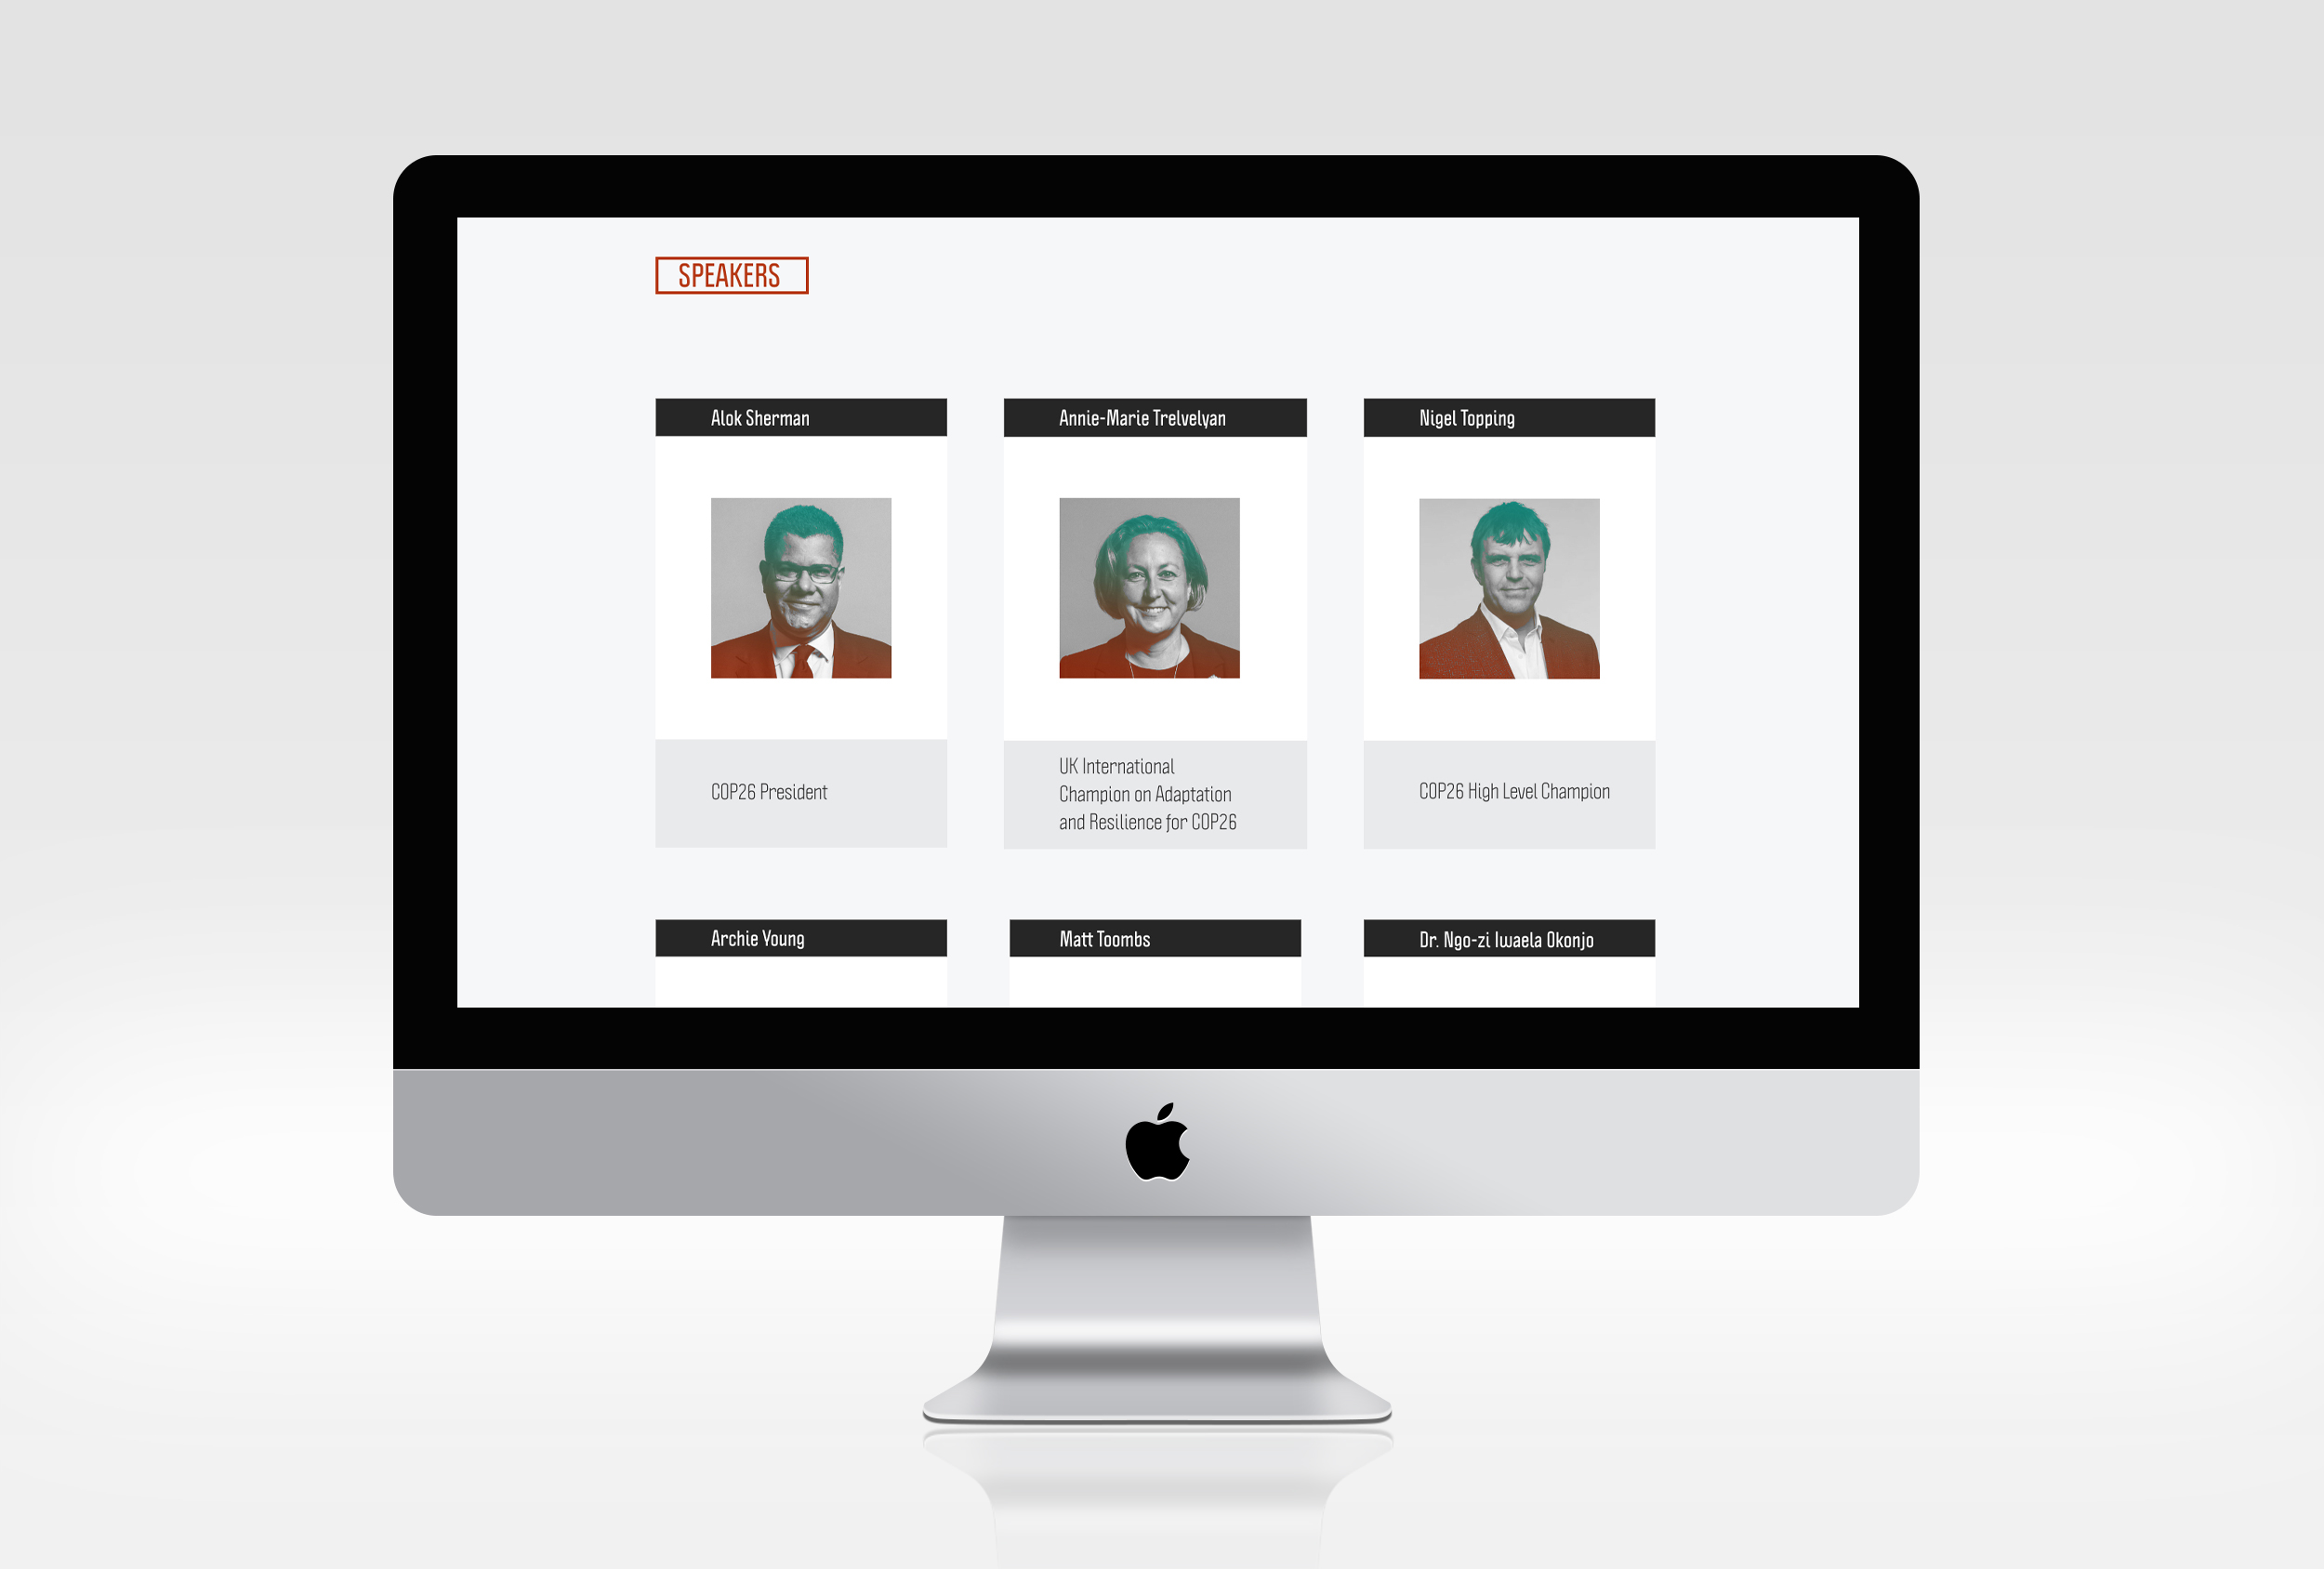 SPEAKERS
Alok Sherman
Annie-Marie Trelvelyan
Nigel Topping
COP26 President
UK International
Champion on Adaptation
and Resilience for COP26
COP26 High Level Champion
Archie Young
Matt Toombs
Dr. Ngo-zi Iwaela Okonjo